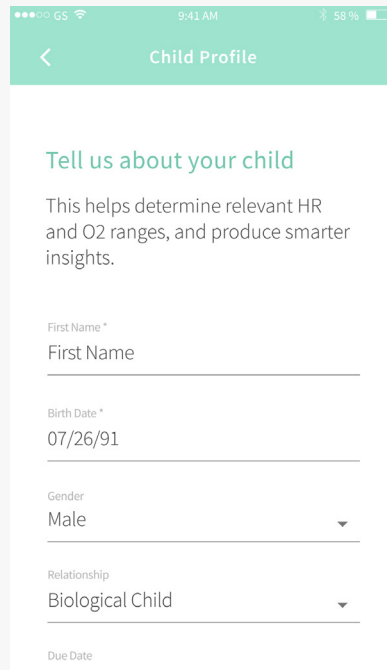 GS 9:41 AM 58 %
Child Profile
Tell us about your child
This helps determine relevant HR
and O2 ranges, and produce smarter
insights.
First Name *
First Name
Birth Date *
07/26/91
Gender
Male
Relationship
Biological Child
Due Date